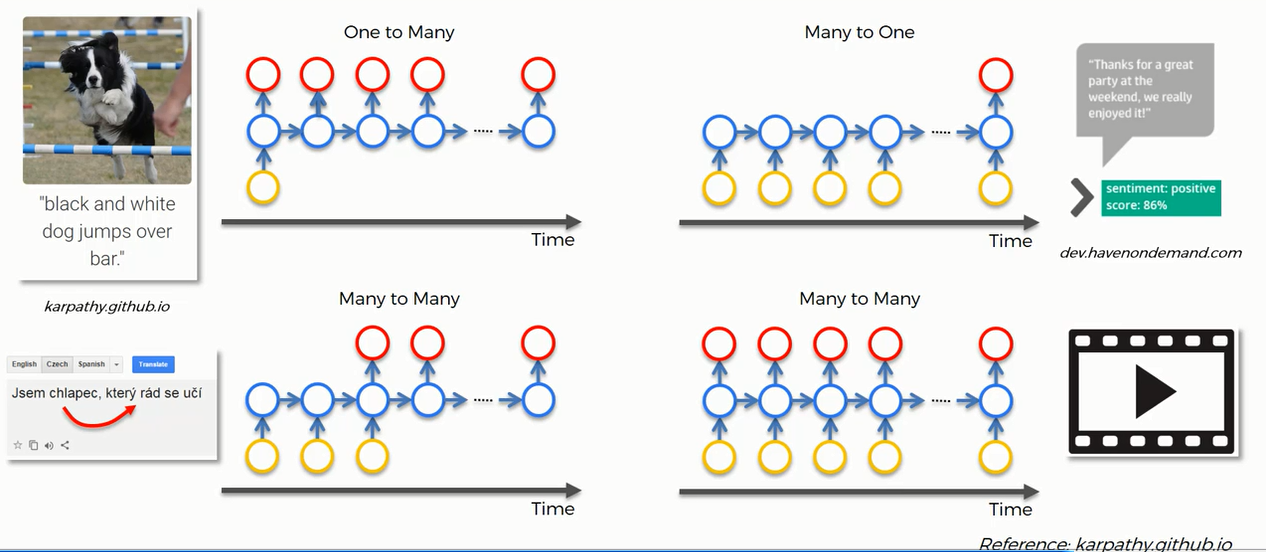 One to Many
Time
"black and white
dog jumps over
bar."
karpathy.github.io
Many to One
Time
“Thanks for a great
party at the
weekend, we really
enjoyed it!”
sentiment: positive
score: 86%
dev.havenondemand.com
Many to Many
Time
English Czech Spanish Translate
Jsem chlapec, který rád se učí
Many to Many
Time
Reference: karpathy.github.io